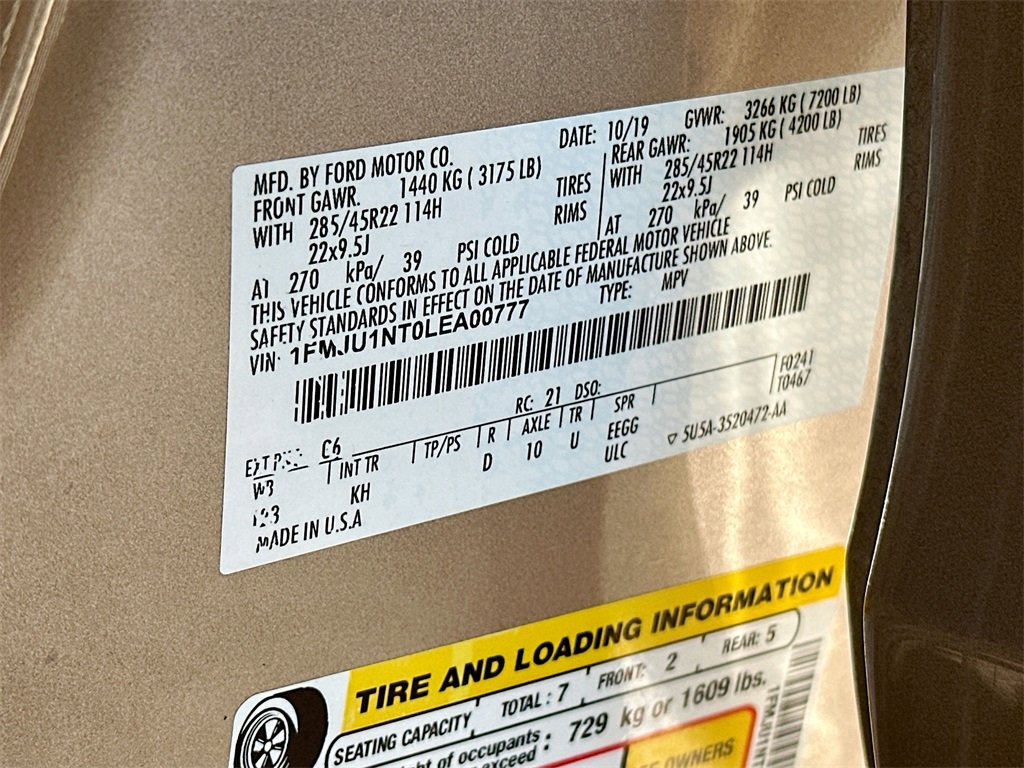 MFD. BY FORD MOTOR CO.
DATE: 10/19 GVWR: 3266 KG ( 7200 LB)
FRONT GAWR. 1440 KG ( 3175 LB)
WITH 285/45R22 114H TIRES
22x9.5J RIMS
AT 270 kPa/ 39 PSI COLD
REAR GAWR: 1905 KG ( 4200 LB)
WITH 285/45R22 114H TIRES
22x9.5J RIMS
AT 270 kPa/ 39 PSI COLD
THIS VEHICLE CONFORMS TO ALL APPLICABLE FEDERAL MOTOR VEHICLE
SAFETY STANDARDS IN EFFECT ON THE DATE OF MANUFACTURE SHOWN ABOVE.
VIN: 1FMJU1NT0LEA00777 TYPE: MPV
F0241
T0467
EXT C6 RC: 21 DSO:
INT TR TP/PS R AXLE TR SPR
KH D 10 U EEGG
ULC
5U5A-3520472-AA
MADE IN U.S.A
TIRE AND LOADING INFORMATION
SEATING CAPACITY TOTAL : 7 FRONT: 2 REAR: 5
of occupants : 729 kg or 1609 lbs.
exceed
OWNERS